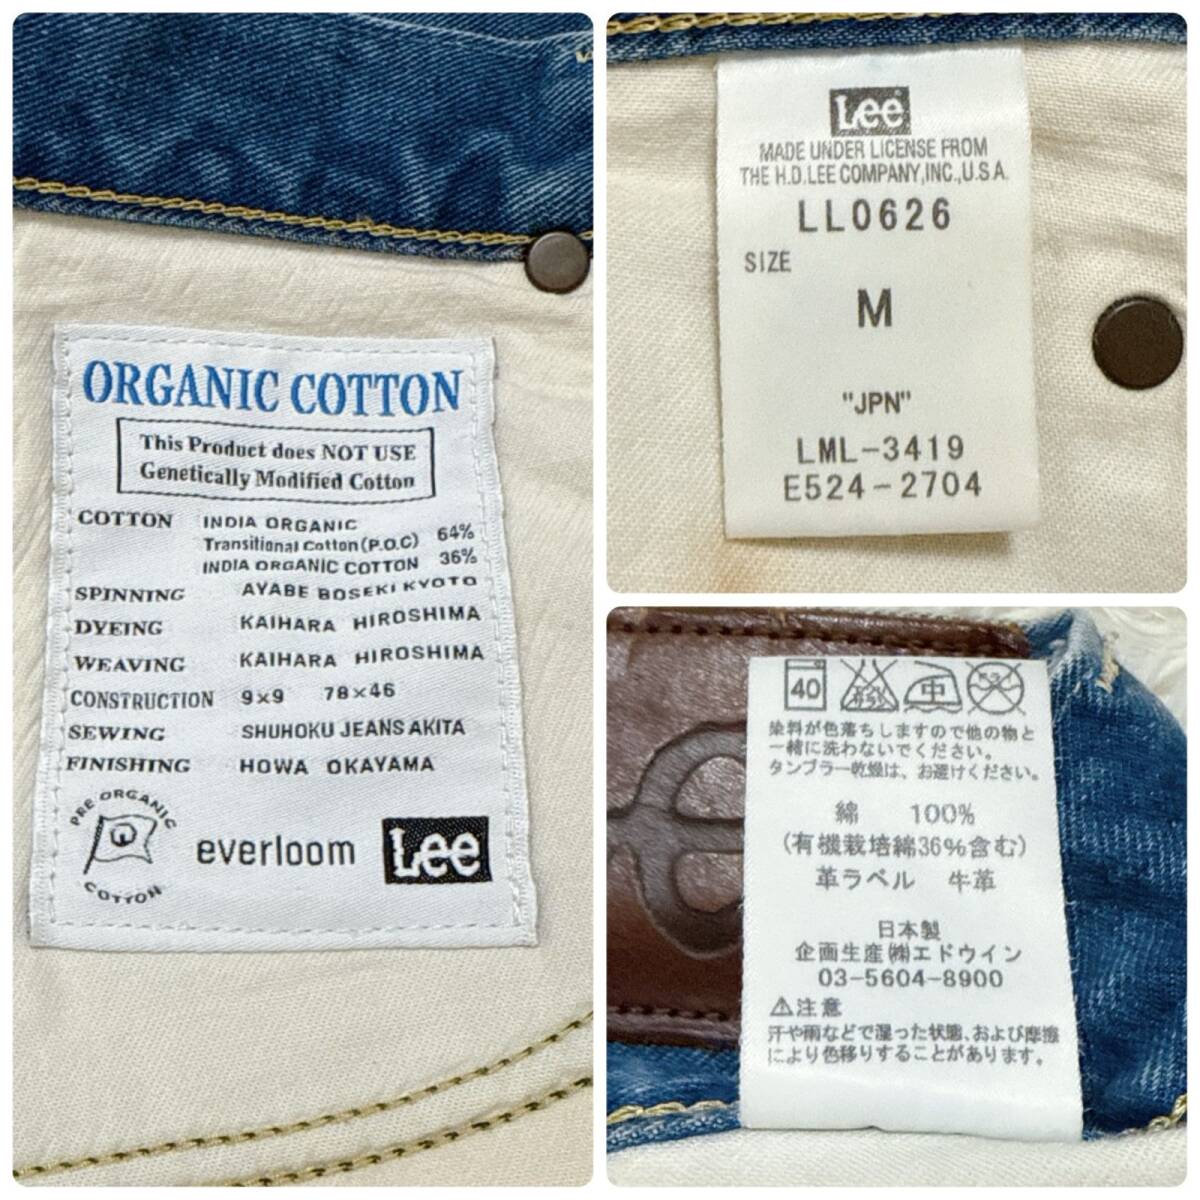 ORGANIC COTTON
This Product does NOT USE
Genetically Modified Cotton
COTTON INDIA ORGANIC
Transitional Cotton (P.O.C) 64%
INDIA ORGANIC COTTON 36%
SPINNING AYABE BOSEKI KYOTO
DYEING KAIHARA HIROSHIMA
WEAVING KAIHARA HIROSHIMA
CONSTRUCTION 9×9 78×46
SEWING SHUHOKU JEANS AKITA
FINISHING HOWA OKAYAMA
PRE ORGANIC
COTTON
everloom
Lee
Lee
MADE UNDER LICENSE FROM
THE H.D.LEE COMPANY,INC.,U.S.A.
LL0626
SIZE
M
"JPN"
LML-3419
E524-2704
40 中
染料が色落ちしますので他の物と
一緒に洗わないでください。
タンブラー乾燥は、お避けください。
綿 100%
(有機栽培綿36%含む)
革ラベル 牛革
日本製
企画生産㈱エドウイン
03-5604-8900
⚠注意
汗や雨などで湿った状態、および摩擦
により色移りすることがあります。